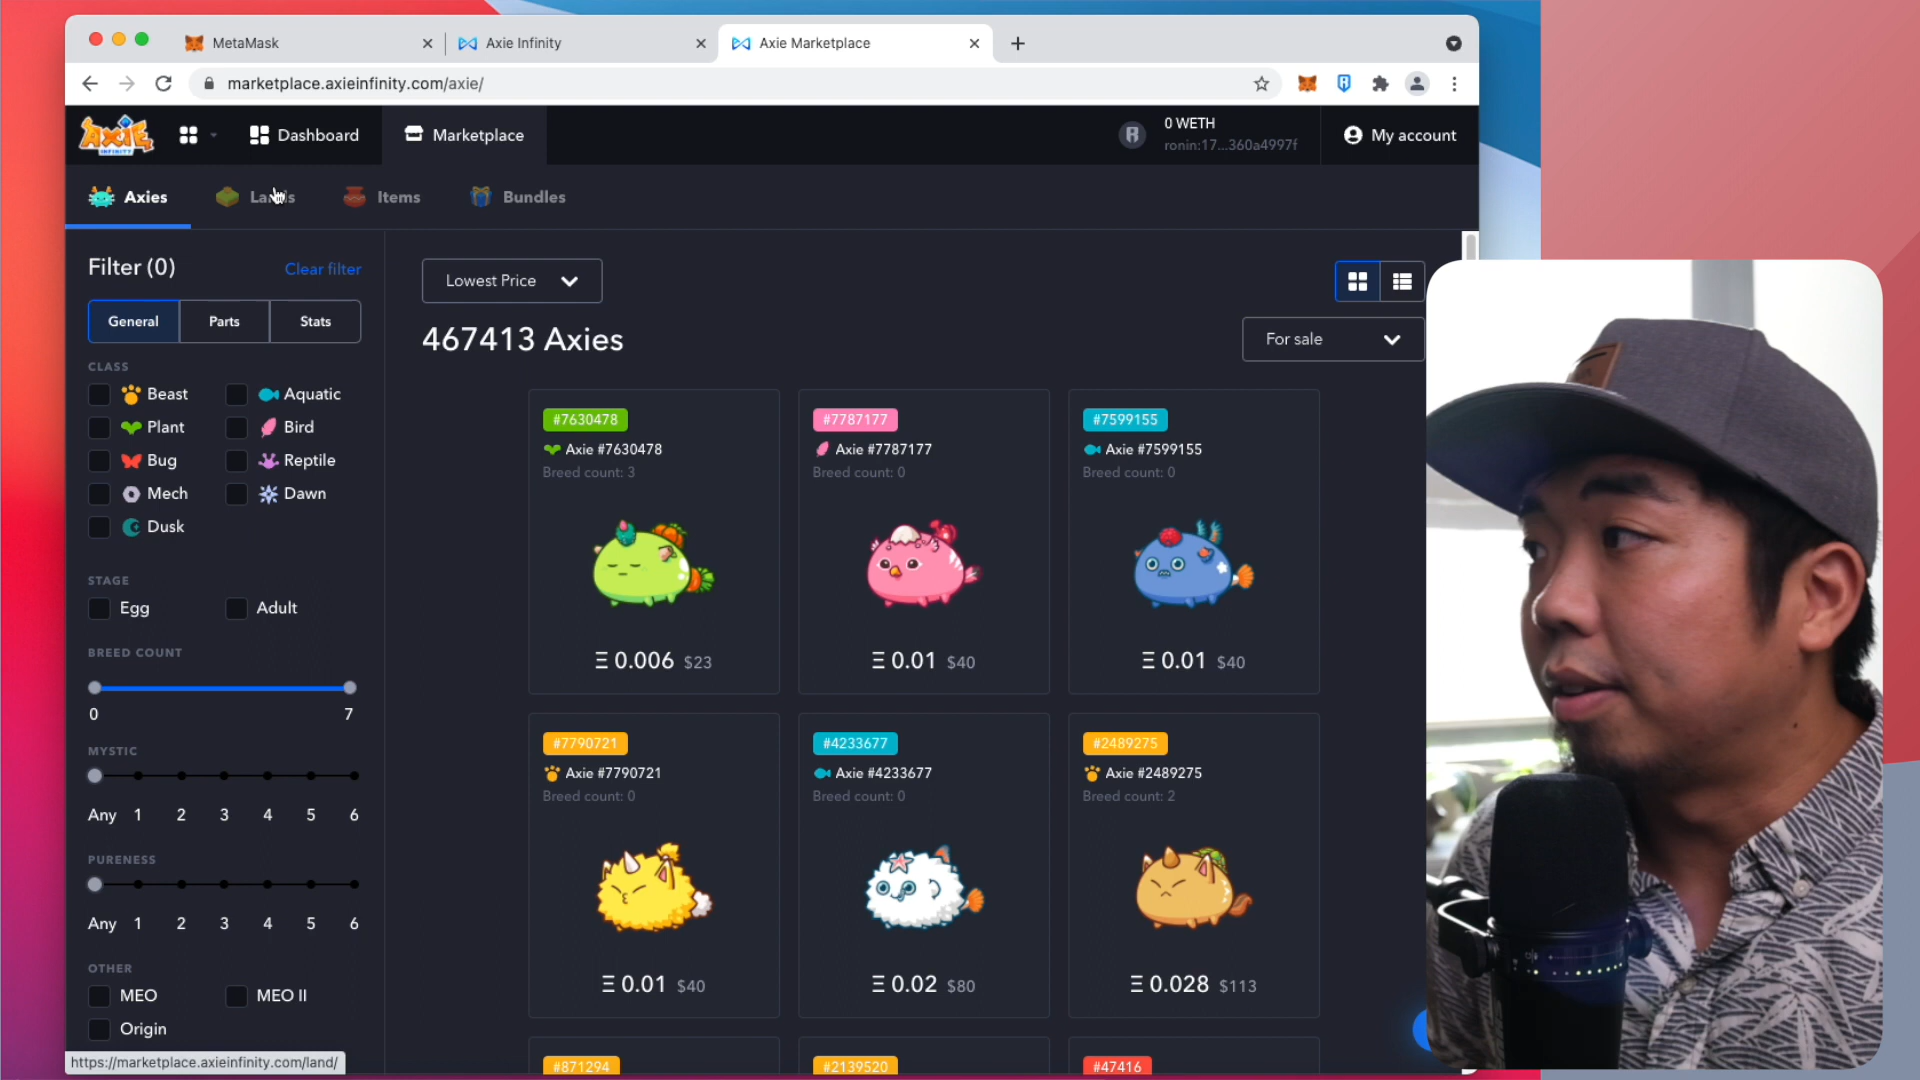 MetaMask
Axie Infinity
Axie Marketplace
marketplace.axieinfinity.com/axie/
AXIE INFINITY
Dashboard
Marketplace
0 WETH
ronin:17...360a4997f
My account
Axies
Lands
Items
Bundles
Filter (0)
Clear filter
General
Parts
Stats
CLASS
Beast
Aquatic
Plant
Bird
Bug
Reptile
Mech
Dawn
Dusk
STAGE
Egg
Adult
BREED COUNT
0
7
MYSTIC
Any 1 2 3 4 5 6
PURENESS
Any 1 2 3 4 5 6
OTHER
MEO
MEO II
Origin
https://marketplace.axieinfinity.com/land/
Lowest Price
467413 Axies
For sale
#7630478
Axie #7630478
Breed count: 3
Ξ 0.006 $23
#7787177
Axie #7787177
Breed count: 0
Ξ 0.01 $40
#7599155
Axie #7599155
Breed count: 0
Ξ 0.01 $40
#7790721
Axie #7790721
Breed count: 0
Ξ 0.01 $40
#4233677
Axie #4233677
Breed count: 0
Ξ 0.02 $80
#2489275
Axie #2489275
Breed count: 2
Ξ 0.028 $113
#871294
#2139520
#47416